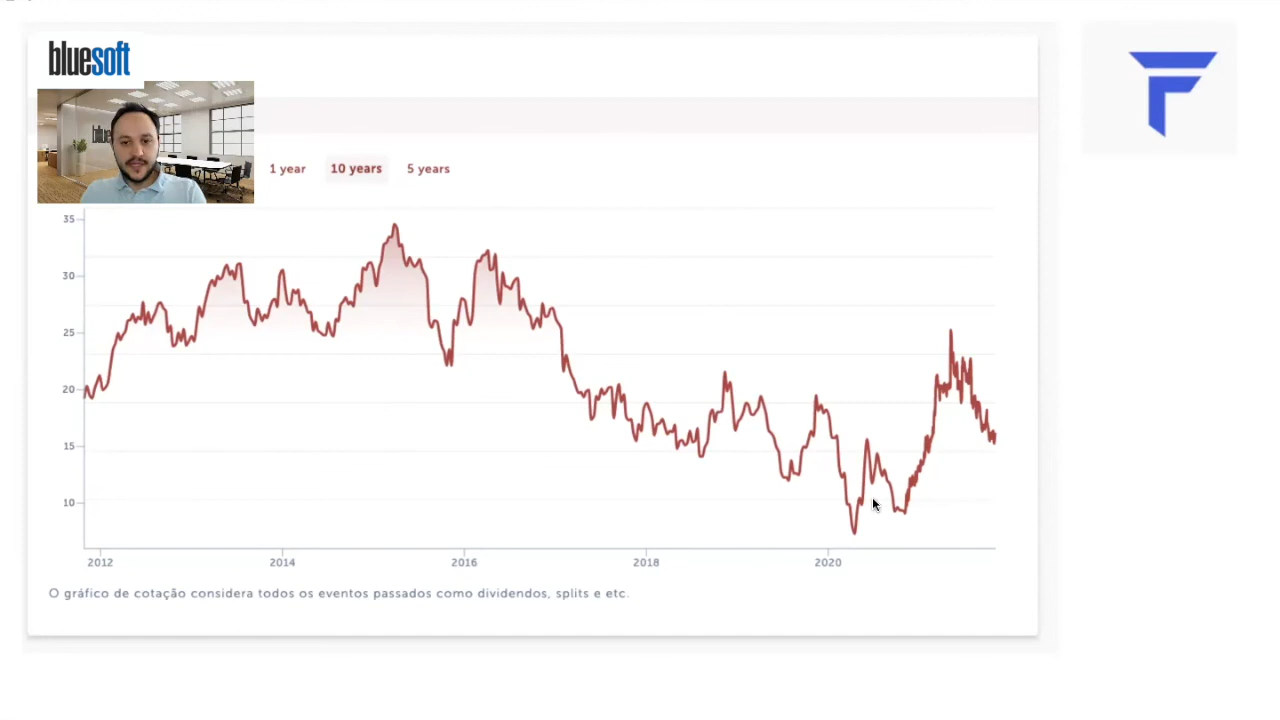 bluesoft
blue
1 year 10 years 5 years
35
30
25
20
15
10
2012 2014 2016 2018 2020
O gráfico de cotação considera todos os eventos passados como dividendos, splits e etc.